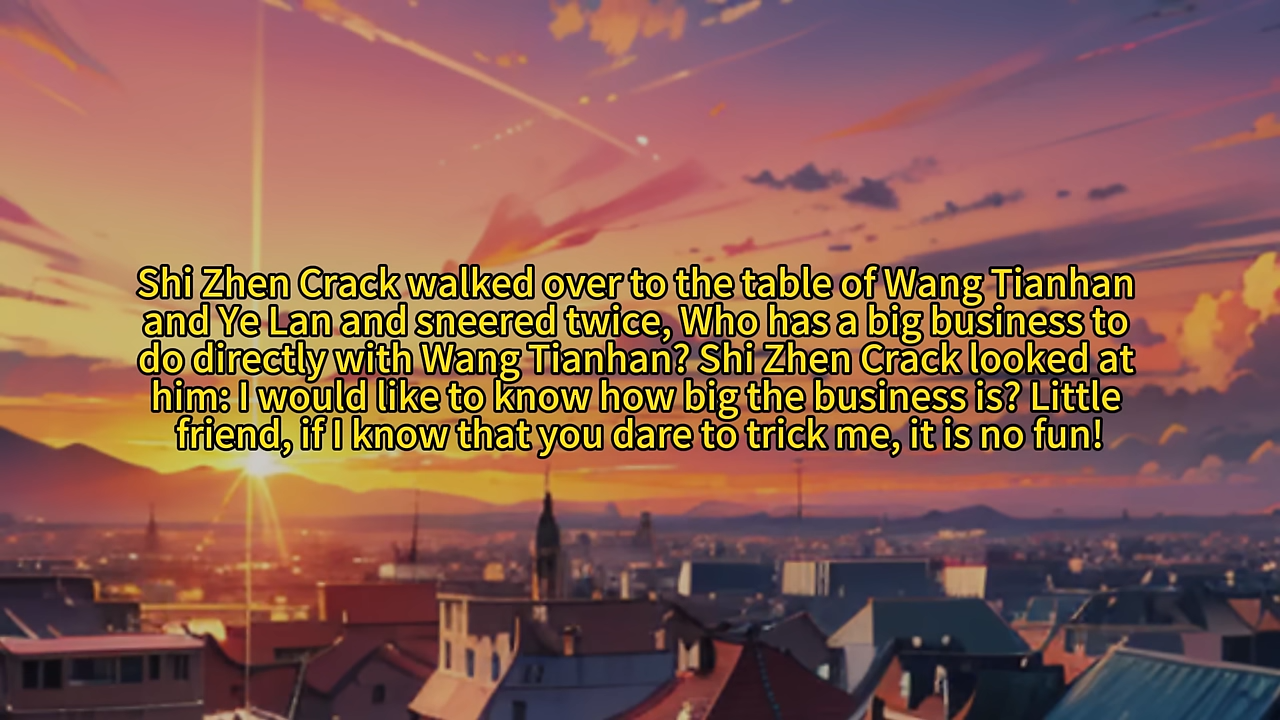 Shi Zhen Crack walked over to the table of Wang Tianhan
and Ye Lan and sneered twice, Who has a big business to
do directly with Wang Tianhan? Shi Zhen Crack looked at
him: I would like to know how big the business is? Little
friend, if I know that you dare to trick me, it is no fun!